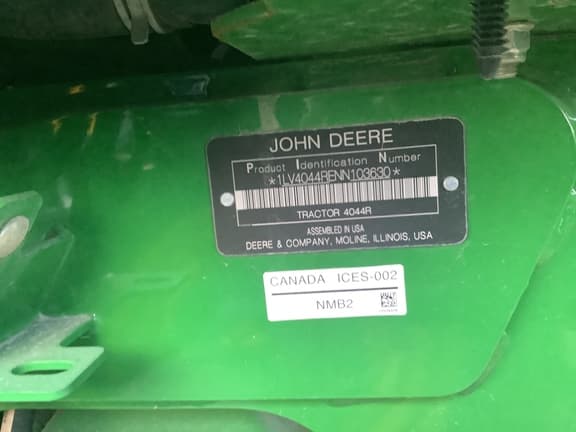 JOHN DEERE
Product Identification Number
*1LV4044RENN103630*
TRACTOR 4044R
ASSEMBLED IN USA
DEERE & COMPANY, MOLINE, ILLINOIS, USA
CANADA ICES-002
NMB2